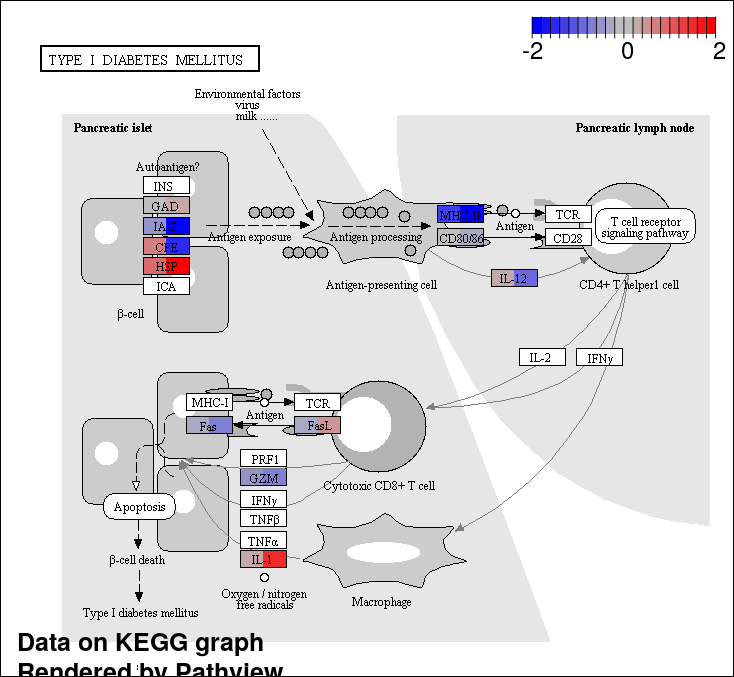 -2 0 2
TYPE I DIABETES MELLITUS
Environmental factors
virus
milk ......
Pancreatic islet
Pancreatic lymph node
Autoantigen?
INS
GAD
IA-2
CPE
HSP
ICA
β-cell
Antigen exposure
Antigen processing
Antigen-presenting cell
MHC-II
CD80/86
Antigen
TCR
CD28
T cell receptor
signaling pathway
IL-12
CD4+ T helper1 cell
IL-2
IFNγ
MHC-I
Fas
Antigen
TCR
FasL
PRF1
GZM
IFNγ
TNFβ
TNFα
IL-1
Cytotoxic CD8+ T cell
Apoptosis
β-cell death
Type I diabetes mellitus
Oxygen / nitrogen
free radicals
Macrophage
Data on KEGG graph
Rendered by Pathview